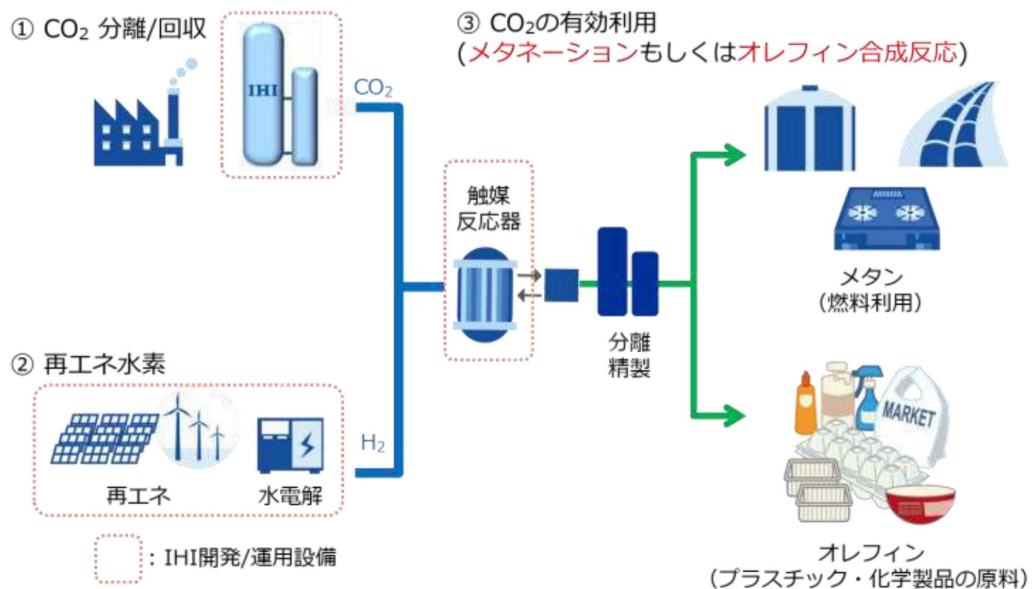 ① CO₂ 分離/回収
IHI
CO₂
② 再エネ水素
再エネ
水電解
H₂
: IHI開発/運用設備
触媒
反応器
分離
精製
③ CO₂の有効利用
(メタネーションもしくはオレフィン合成反応)
メタン
(燃料利用)
MARKET
オレフィン
(プラスチック・化学製品の原料)